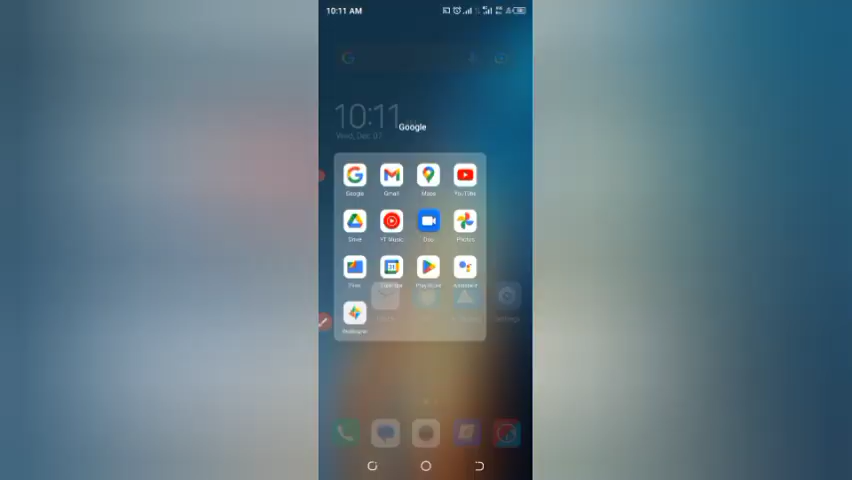 10:11 AM
10:11
Wed, Dec 07
Google
Google Gmail Maps YouTube
Drive YT Music Duo Photos
Files Calendar Play Store Assistant
Wallpaper
Settings